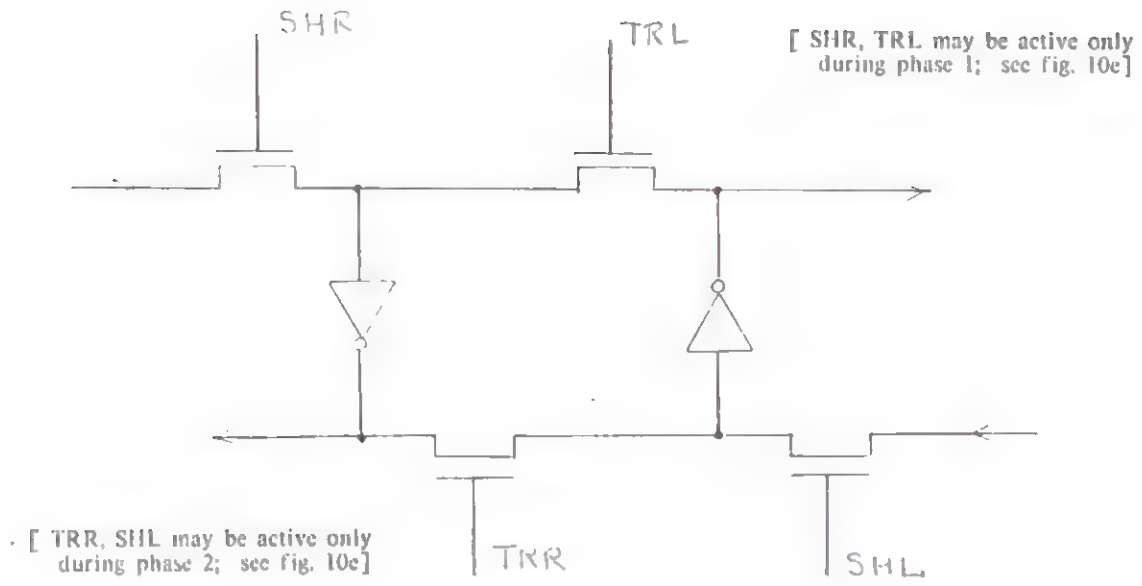 SHR
TRL
[ SHR, TRL may be active only
during phase 1; see fig. 10e]
[ TRR, SHL may be active only
during phase 2; see fig. 10e]
TRR
SHL